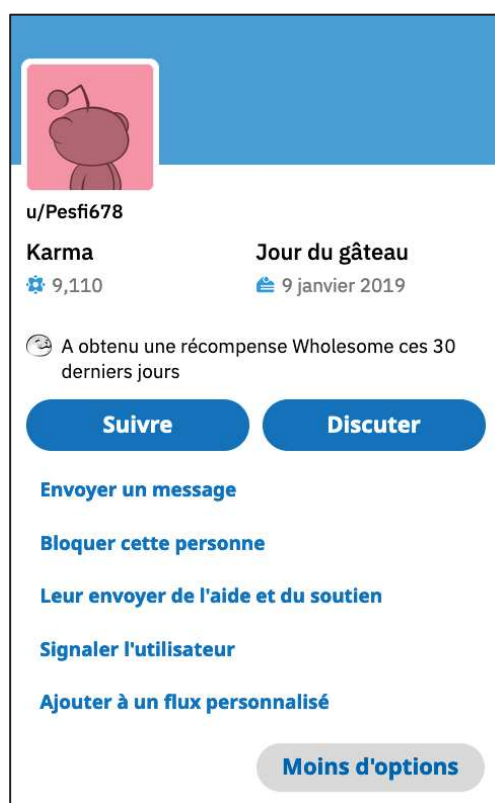 u/Pesfi678
Karma
Jour du gâteau
9,110
9 janvier 2019
A obtenu une récompense Wholesome ces 30
derniers jours
Suivre
Discuter
Envoyer un message
Bloquer cette personne
Leur envoyer de l'aide et du soutien
Signaler l'utilisateur
Ajouter à un flux personnalisé
Moins d'options